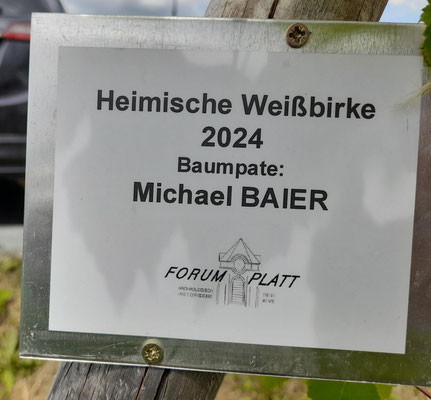 Heimische Weißbirke
2024
Baumpate:
Michael BAIER
FORUM PLATT